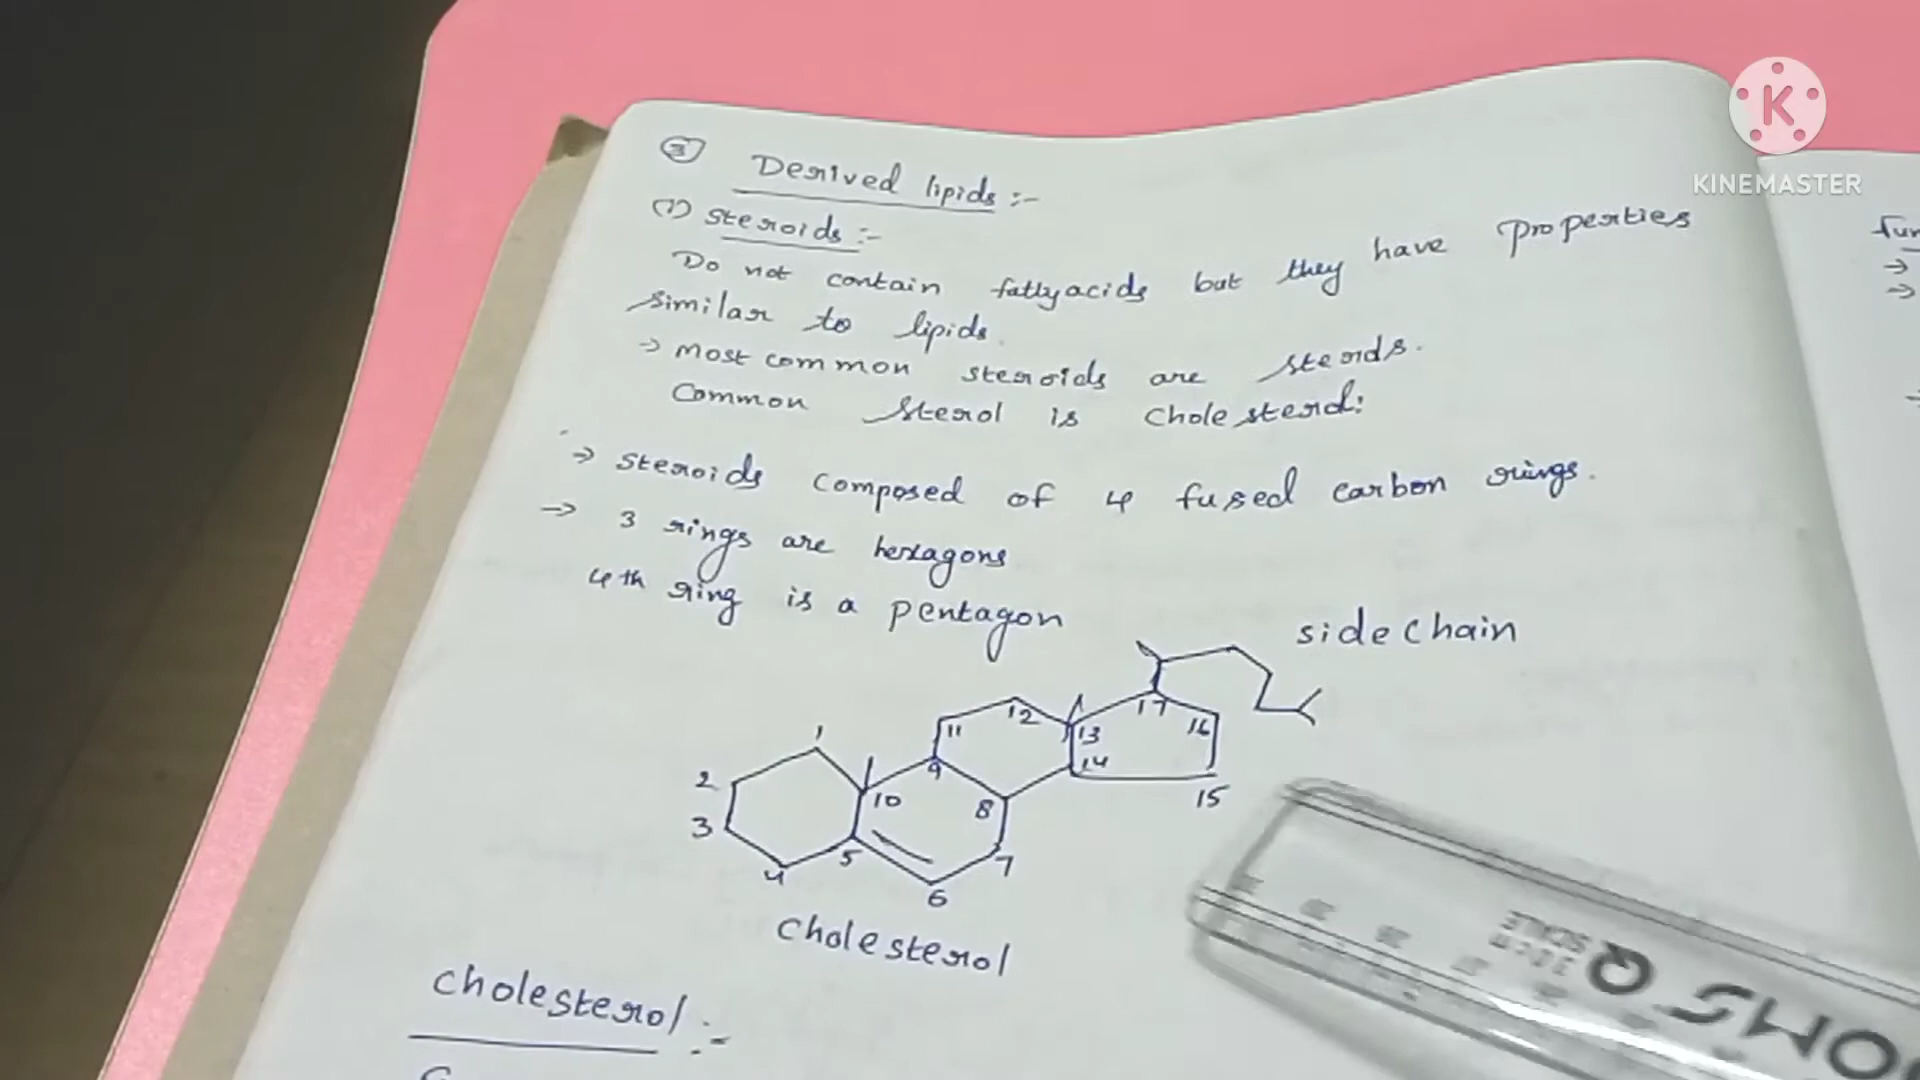 ③ Derived lipids :-
(1) steroids :-
Do not contain fattyacids but they have properties
similar to lipids.
→ most common steroids are sterols.
Common sterol is cholesterol.
→ steroids composed of 4 fused carbon rings.
→ 3 rings are hexagons
4th ring is a pentagon
side chain
1
2
3
4
5
6
7
8
9
10
11
12
13
14
15
16
17
cholesterol
cholesterol :-
KINEMASTER
K
SCALE
30cm
Q